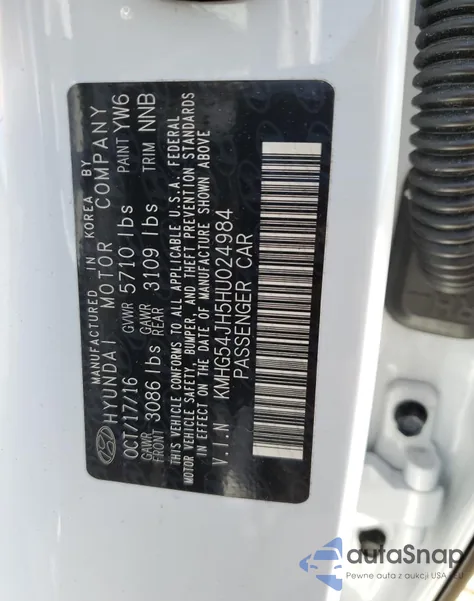 MANUFACTURED IN KOREA BY
HYUNDAI MOTOR COMPANY
OCT/17/16 GVWR 5710 lbs PAINT YW6
GAWR FRONT 3086 lbs GAWR REAR 3109 lbs TRIM NNB
THIS VEHICLE CONFORMS TO ALL APPLICABLE U.S.A. FEDERAL
MOTOR VEHICLE SAFETY, BUMPER, AND THEFT PREVENTION STANDARDS
IN EFFECT ON THE DATE OF MANUFACTURE SHOWN ABOVE
V.I.N KMHG54JH5HU024984
PASSENGER CAR
autoSnap
Pewne auta z aukcji USA i EU